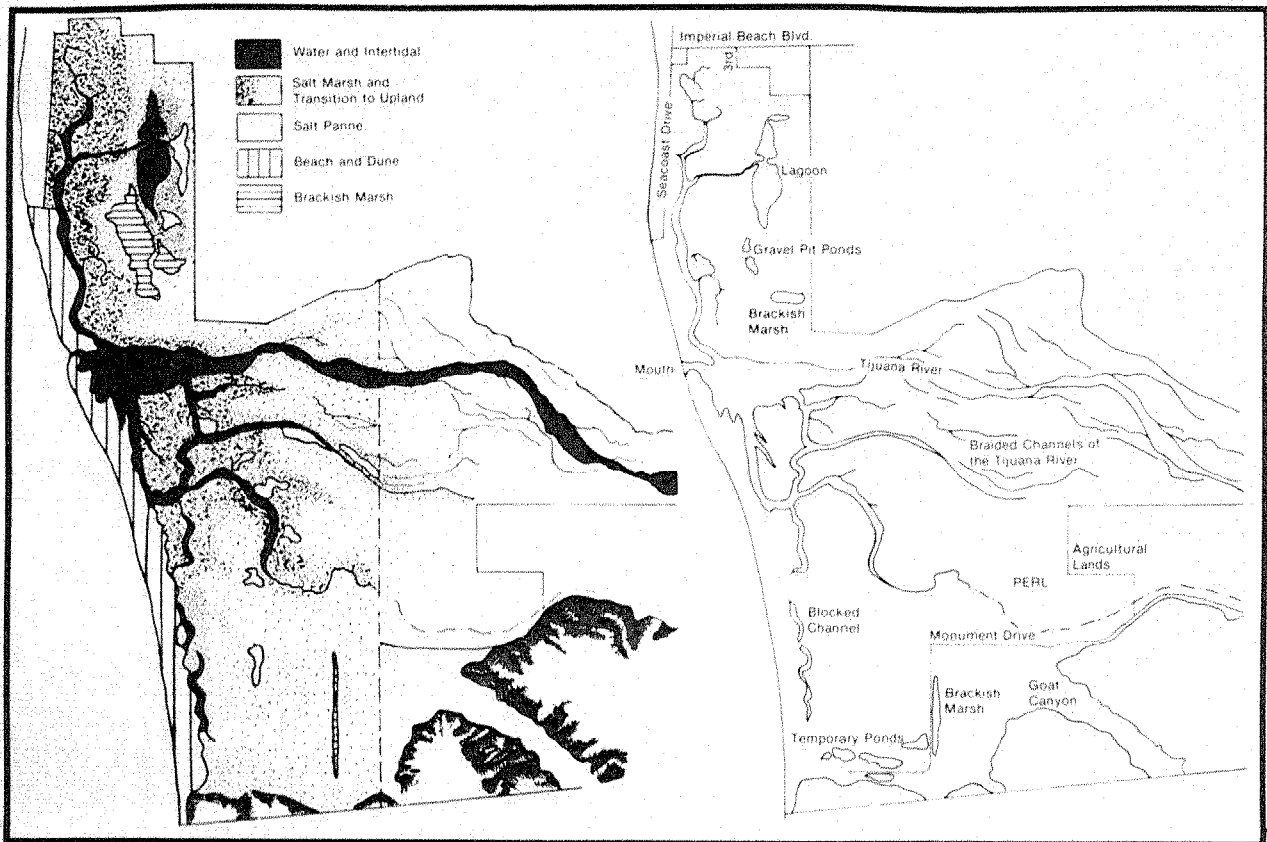 Water and Intertidal
Salt Marsh and
Transition to Upland
Salt Panne
Beach and Dune
Brackish Marsh
Imperial Beach Blvd.
3rd
Seacoast Drive
Lagoon
Gravel Pit Ponds
Brackish
Marsh
Mouth
Tijuana River
Braided Channels of
the Tijuana River
Agricultural
Lands
PERL
Blocked
Channel
Monument Drive
Brackish
Marsh
Goat
Canyon
Temporary Ponds